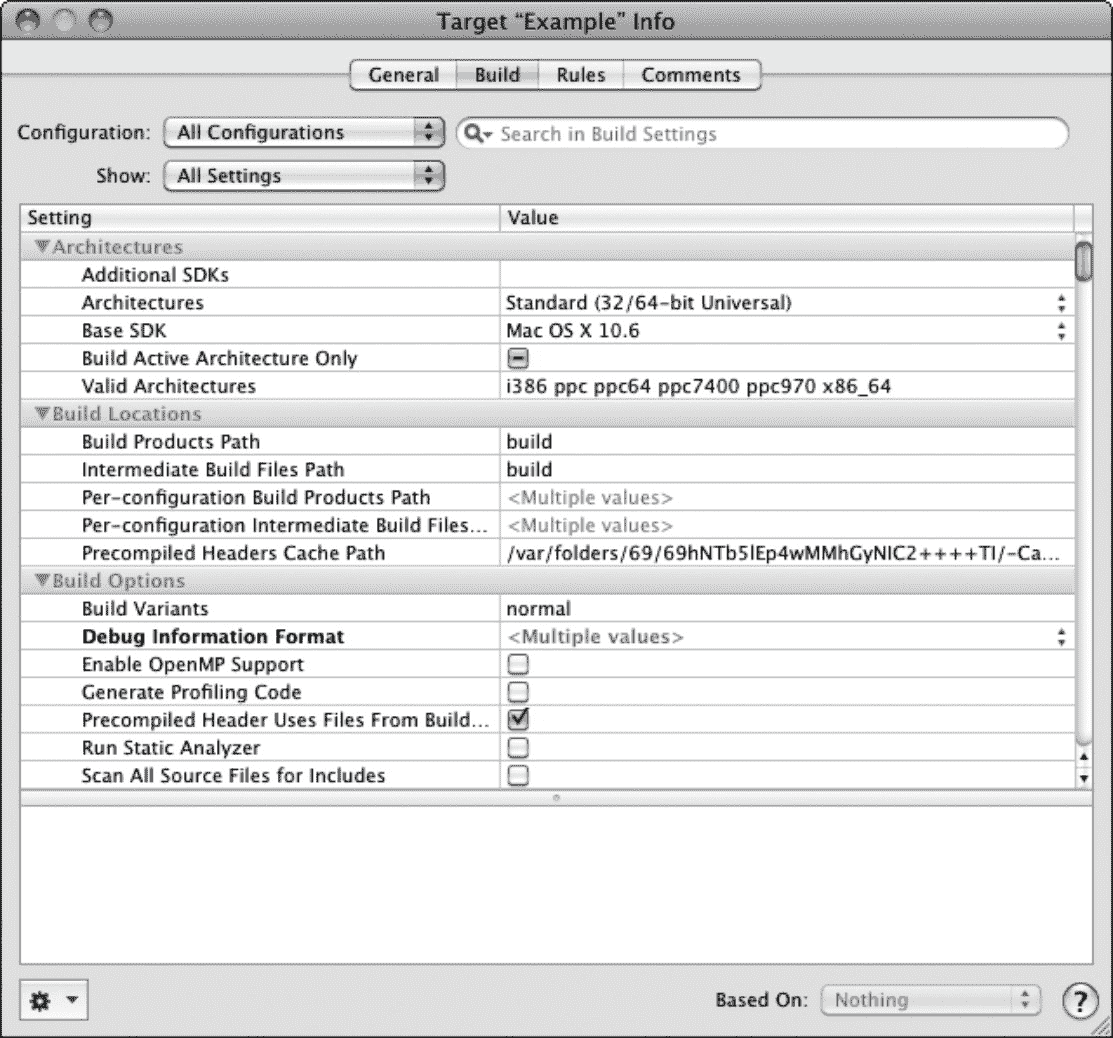 Target “Example” Info
General Build Rules Comments
Configuration: All Configurations Search in Build Settings
Show: All Settings
Setting Value
Architectures
Additional SDKs
Architectures Standard (32/64-bit Universal)
Base SDK Mac OS X 10.6
Build Active Architecture Only
Valid Architectures i386 ppc ppc64 ppc7400 ppc970 x86_64
Build Locations
Build Products Path build
Intermediate Build Files Path build
Per-configuration Build Products Path <Multiple values>
Per-configuration Intermediate Build Files... <Multiple values>
Precompiled Headers Cache Path /var/folders/69/69hNTb5lEp4wMMhGyNIC2++++TI/-Ca...
Build Options
Build Variants normal
Debug Information Format <Multiple values>
Enable OpenMP Support
Generate Profiling Code
Precompiled Header Uses Files From Build...
Run Static Analyzer
Scan All Source Files for Includes
Based On: Nothing ?